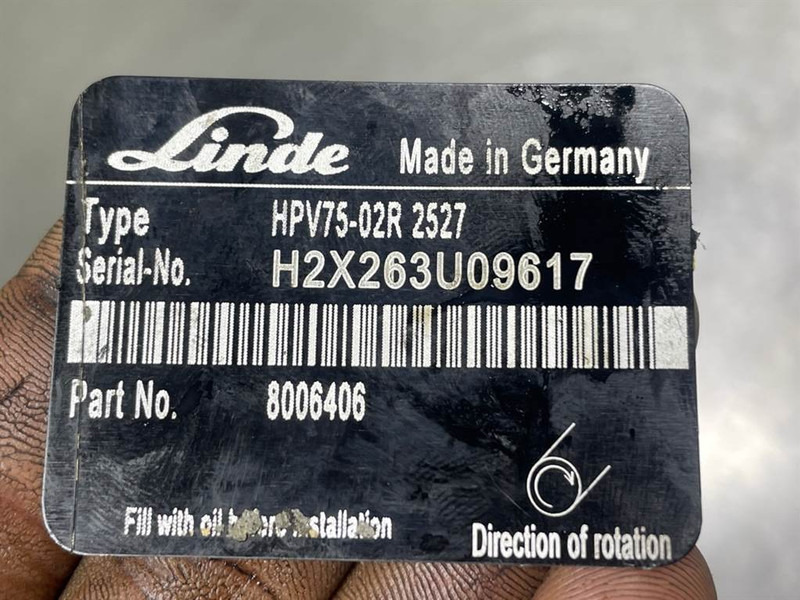 Linde Made in Germany
Type HPV75-02R 2527
Serial-No. H2X263U09617
Part No. 8006406
Fill with oil before installation
Direction of rotation